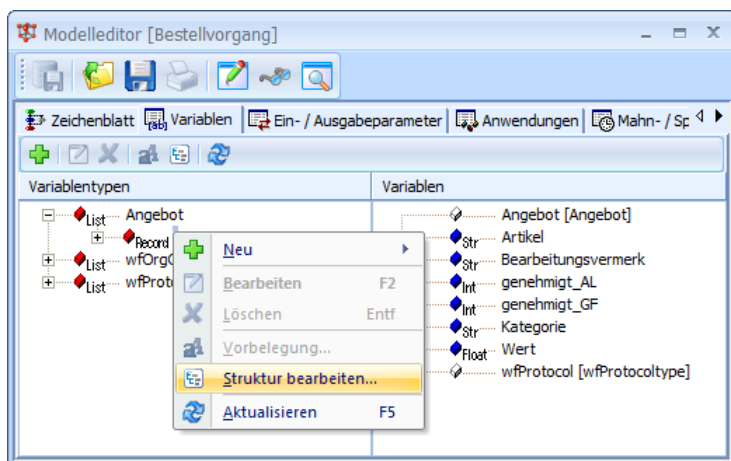 Modelleditor [Bestellvorgang]
Zeichenblatt Variablen Ein- / Ausgabeparameter Anwendungen Mahn- / Sp
Variablentypen
Variablen
List Angebot
Record
List wfOrg
List wfProt
Neu
Bearbeiten F2
Löschen Entf
Vorbelegung...
Struktur bearbeiten...
Aktualisieren F5
Angebot [Angebot]
Str Artikel
Str Bearbeitungsvermerk
Int genehmigt_AL
Int genehmigt_GF
Str Kategorie
Float Wert
wfProtocol [wfProtocoltype]